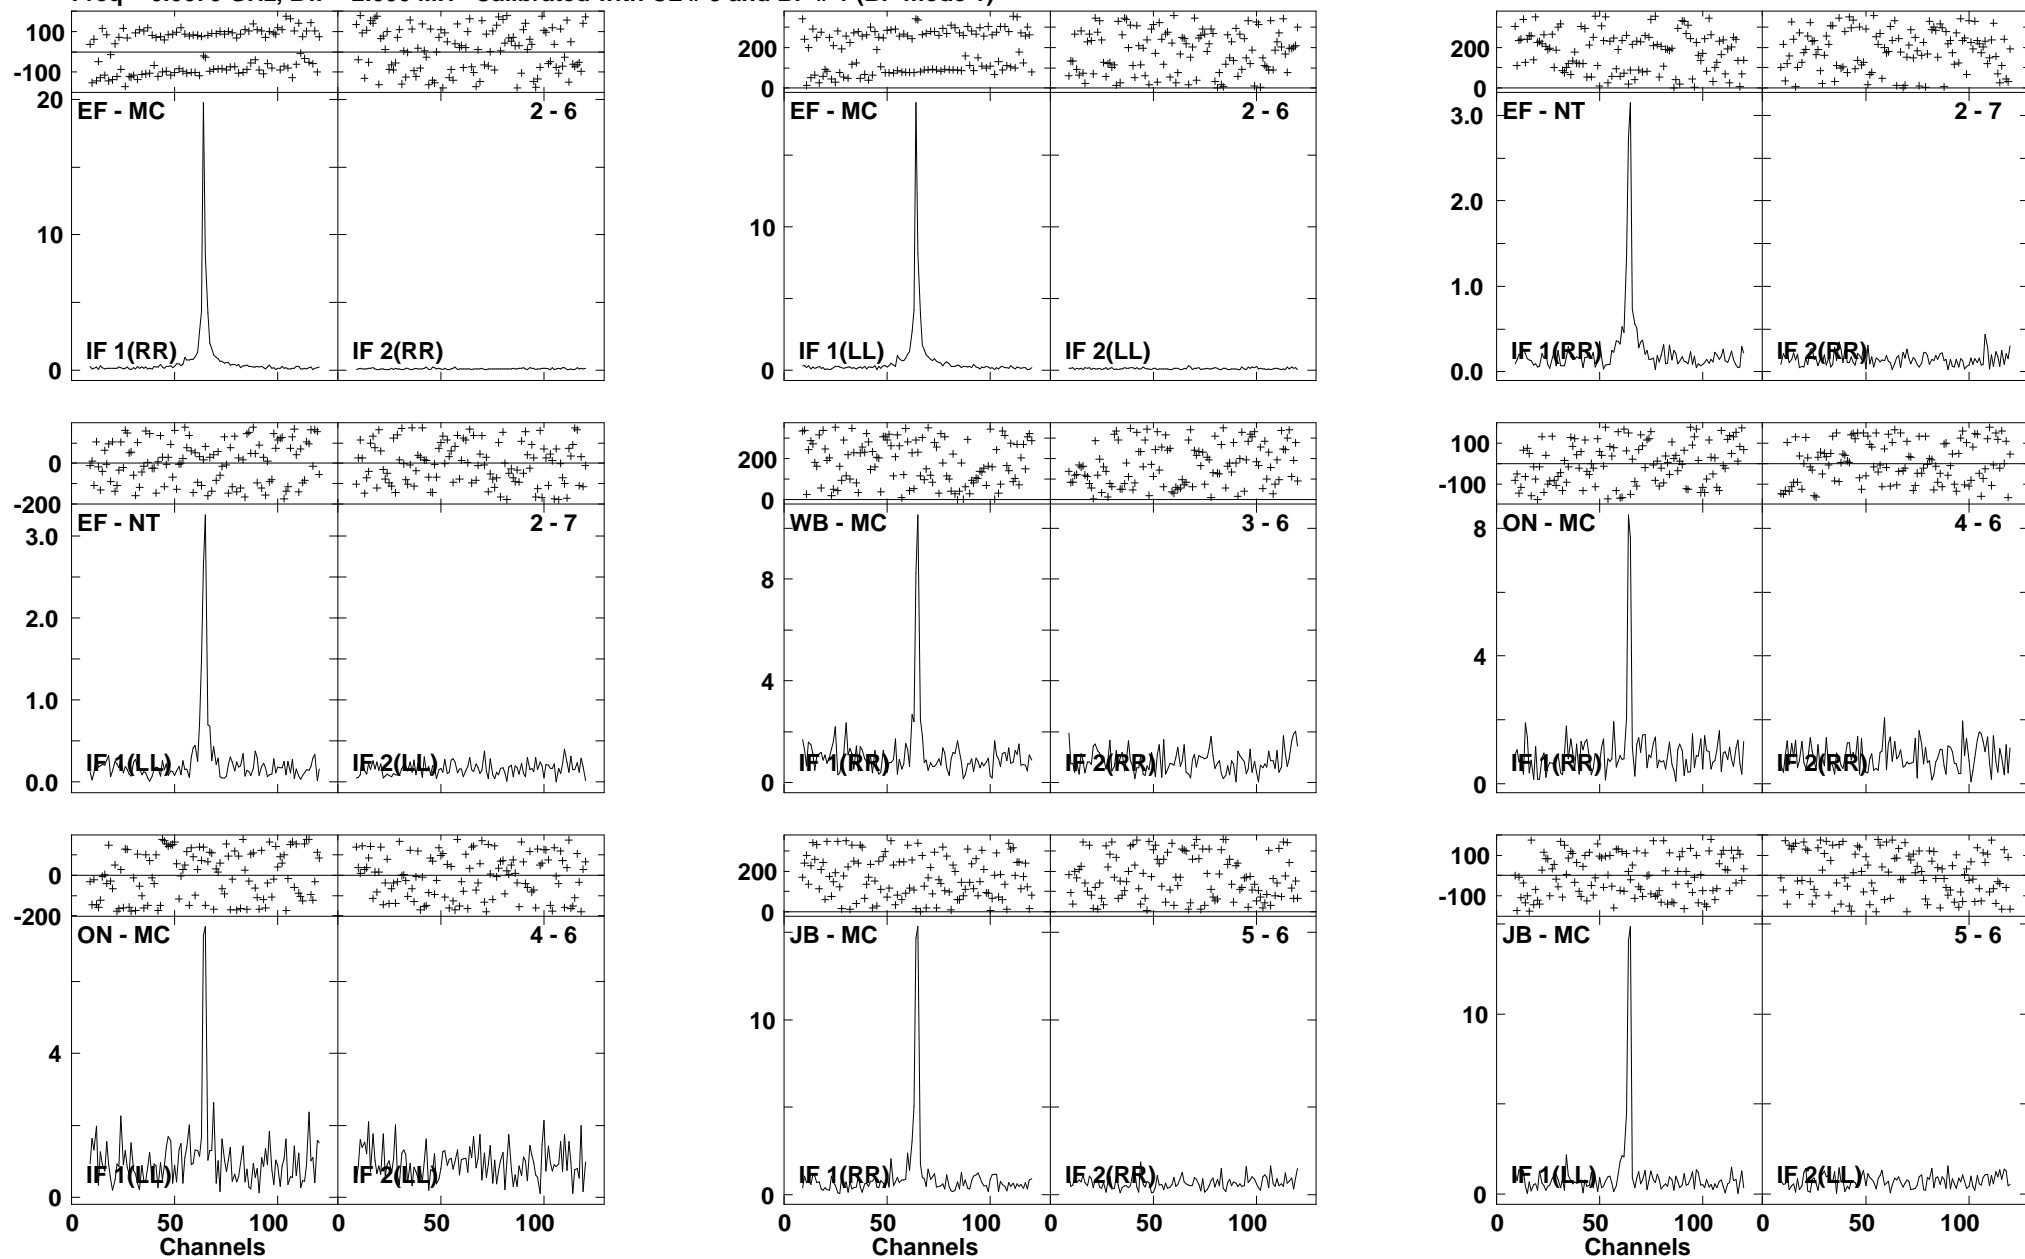 100
-100
20
10
0
EF - MC
2 - 6
IF 1(RR)
IF 2(RR)
200
0
10
0
EF - MC
2 - 6
IF 1(LL)
IF 2(LL)
200
0
3.0
2.0
1.0
0.0
EF - NT
2 - 7
IF 1(RR)
IF 2(RR)
0
-200
3.0
2.0
1.0
0.0
EF - NT
2 - 7
IF 1(LL)
IF 2(LL)
200
0
8
4
0
WB - MC
3 - 6
IF 1(RR)
IF 2(RR)
100
-100
8
4
0
ON - MC
4 - 6
IF 1(RR)
IF 2(RR)
0
-200
4
0
ON - MC
4 - 6
IF 1(LL)
IF 2(LL)
0 50 100 0 50 100
Channels
200
0
10
0
JB - MC
5 - 6
IF 1(RR)
IF 2(RR)
0 50 100 0 50 100
Channels
100
-100
10
0
JB - MC
5 - 6
IF 1(LL)
IF 2(LL)
0 50 100 0 50 100
Channels